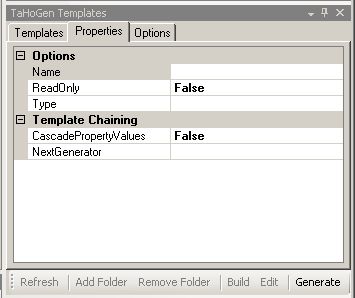 TaHoGen Templates
Templates Properties Options
Options
Name
ReadOnly False
Type
Template Chaining
CascadePropertyValues False
NextGenerator
Refresh Add Folder Remove Folder Build Edit Generate